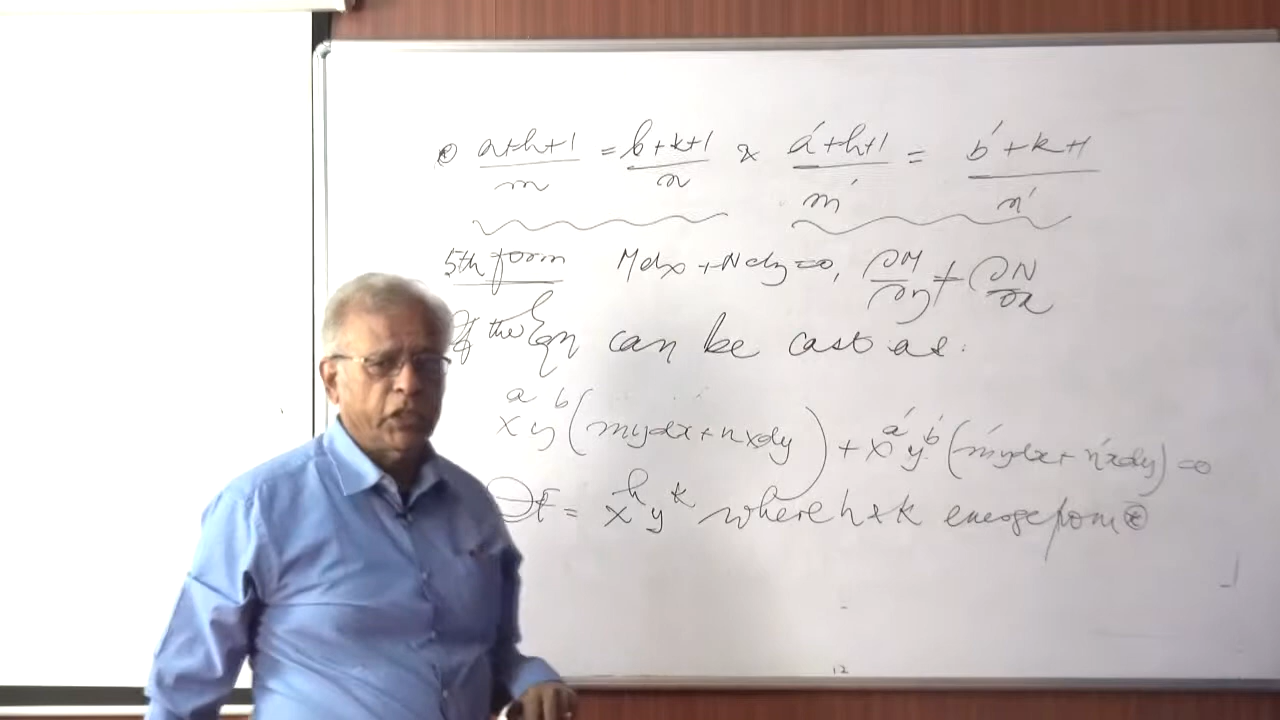 ⊛ (a+h+1)/m = (b+k+1)/n & (a'+h+1)/m' = (b'+k+1)/n'
5th form Mdx + Ndy = 0, ∂M/∂y ≠ ∂N/∂x
If the Eqn can be cast as:
x^a y^b (mydx + nxdy) + x^a' y^b' (m'ydx + n'xdy) = 0
IF = x^h y^k where h & k emerge from ⊛
12